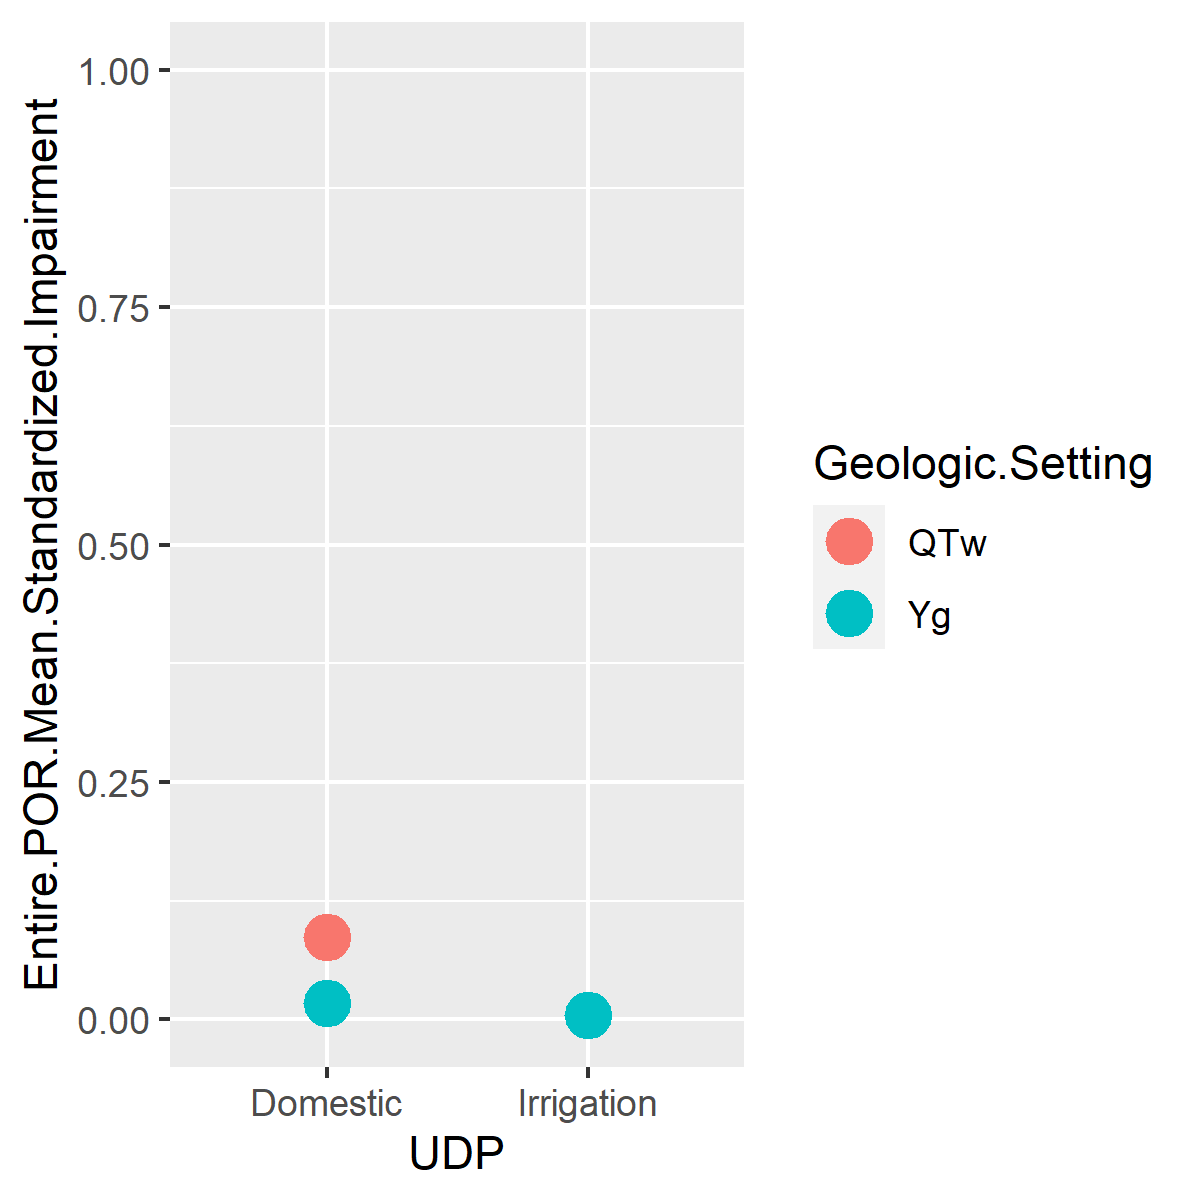 Entire.POR.Mean.Standardized.Impairment
1.00
0.75
0.50
0.25
0.00
Domestic
Irrigation
UDP
Geologic.Setting
QTw
Yg